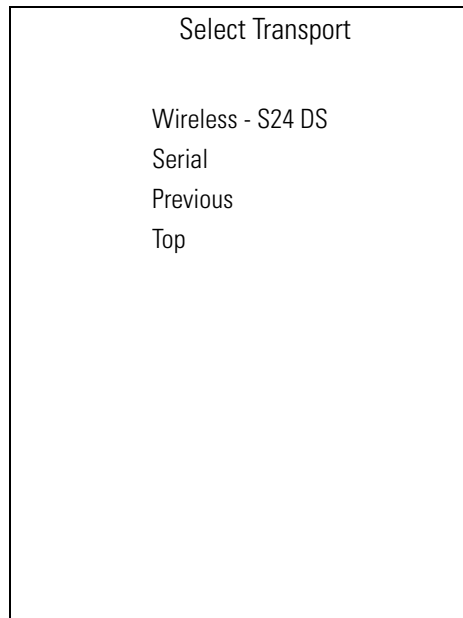 Select Transport
Wireless - S24 DS
Serial
Previous
Top